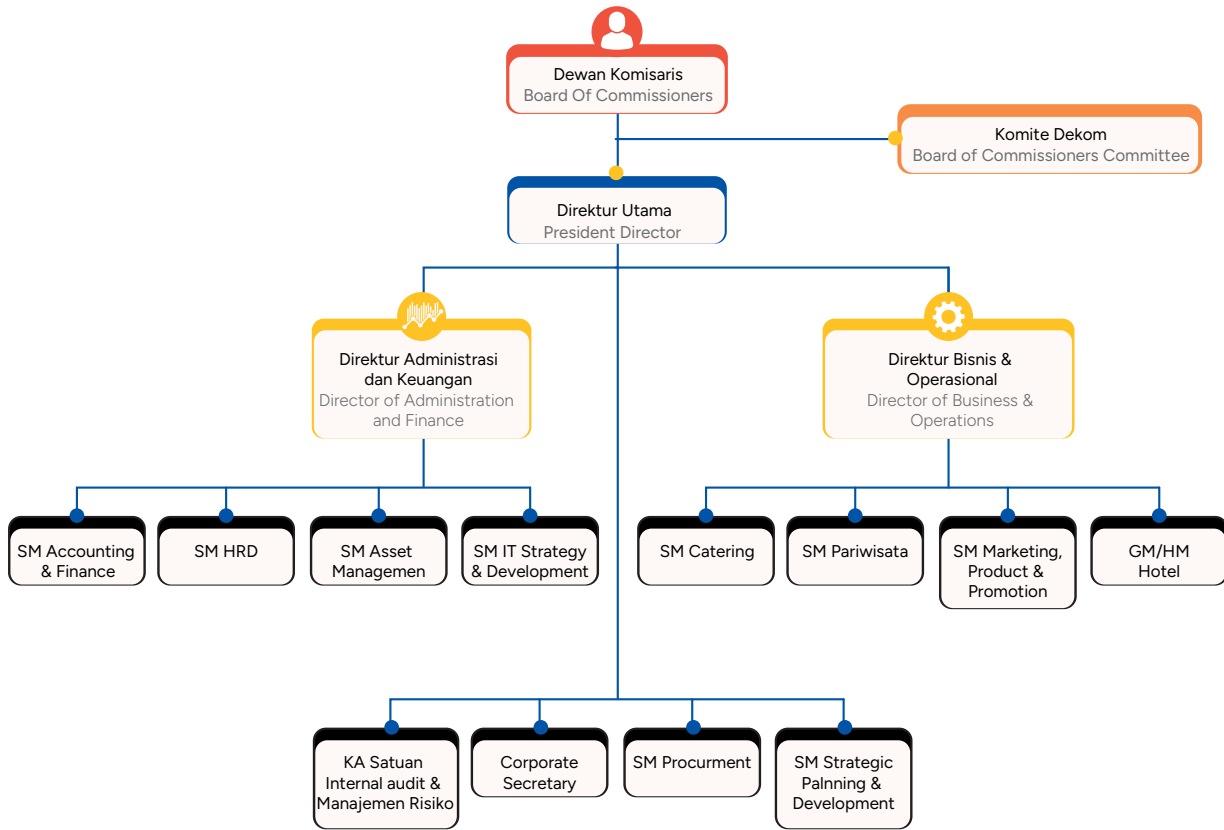 Dewan Komisaris
Board Of Commissioners
Komite Dekom
Board of Commissioners Committee
Direktur Utama
President Director
Direktur Administrasi
dan Keuangan
Director of Administration
and Finance
Direktur Bisnis &
Operasional
Director of Business &
Operations
SM Accounting
& Finance
SM HRD
SM Asset
Managemen
SM IT Strategy
& Development
SM Catering
SM Pariwisata
SM Marketing,
Product &
Promotion
GM/HM
Hotel
KA Satuan
Internal audit &
Manajemen Risiko
Corporate
Secretary
SM Procurment
SM Strategic
Palnning &
Development